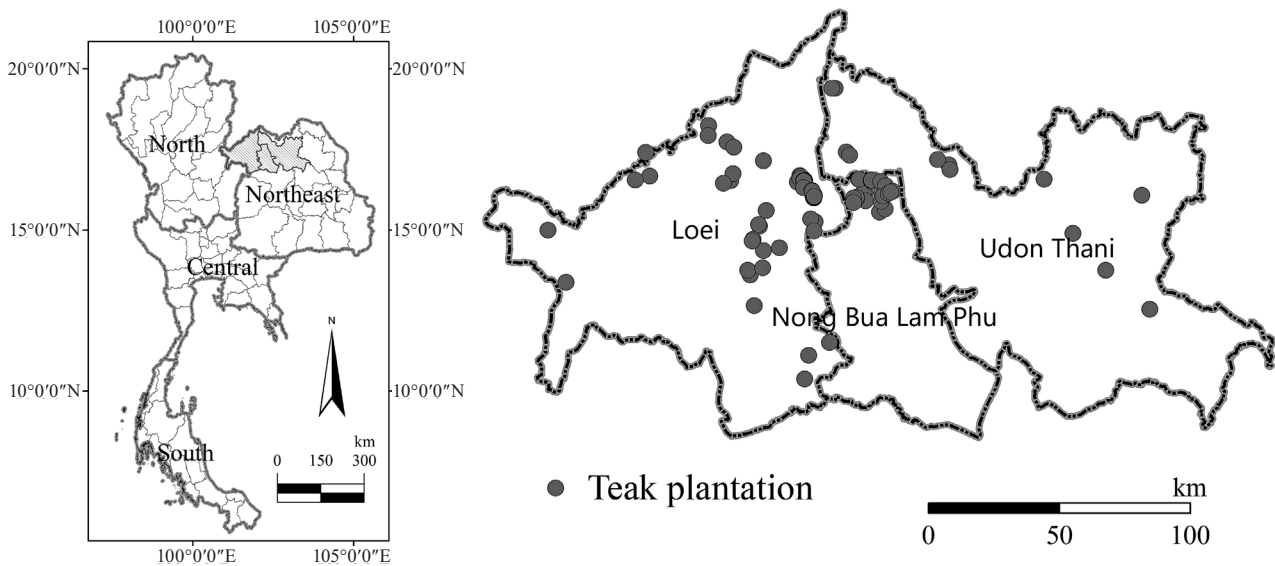 100°0′0″E 105°0′0″E
20°0′0″N 20°0′0″N
North
Northeast
15°0′0″N 15°0′0″N
Central
N
10°0′0″N 10°0′0″N
South
km
0 150 300
100°0′0″E 105°0′0″E
Loei
Udon Thani
Nong Bua Lam Phu
Teak plantation
km
0 50 100